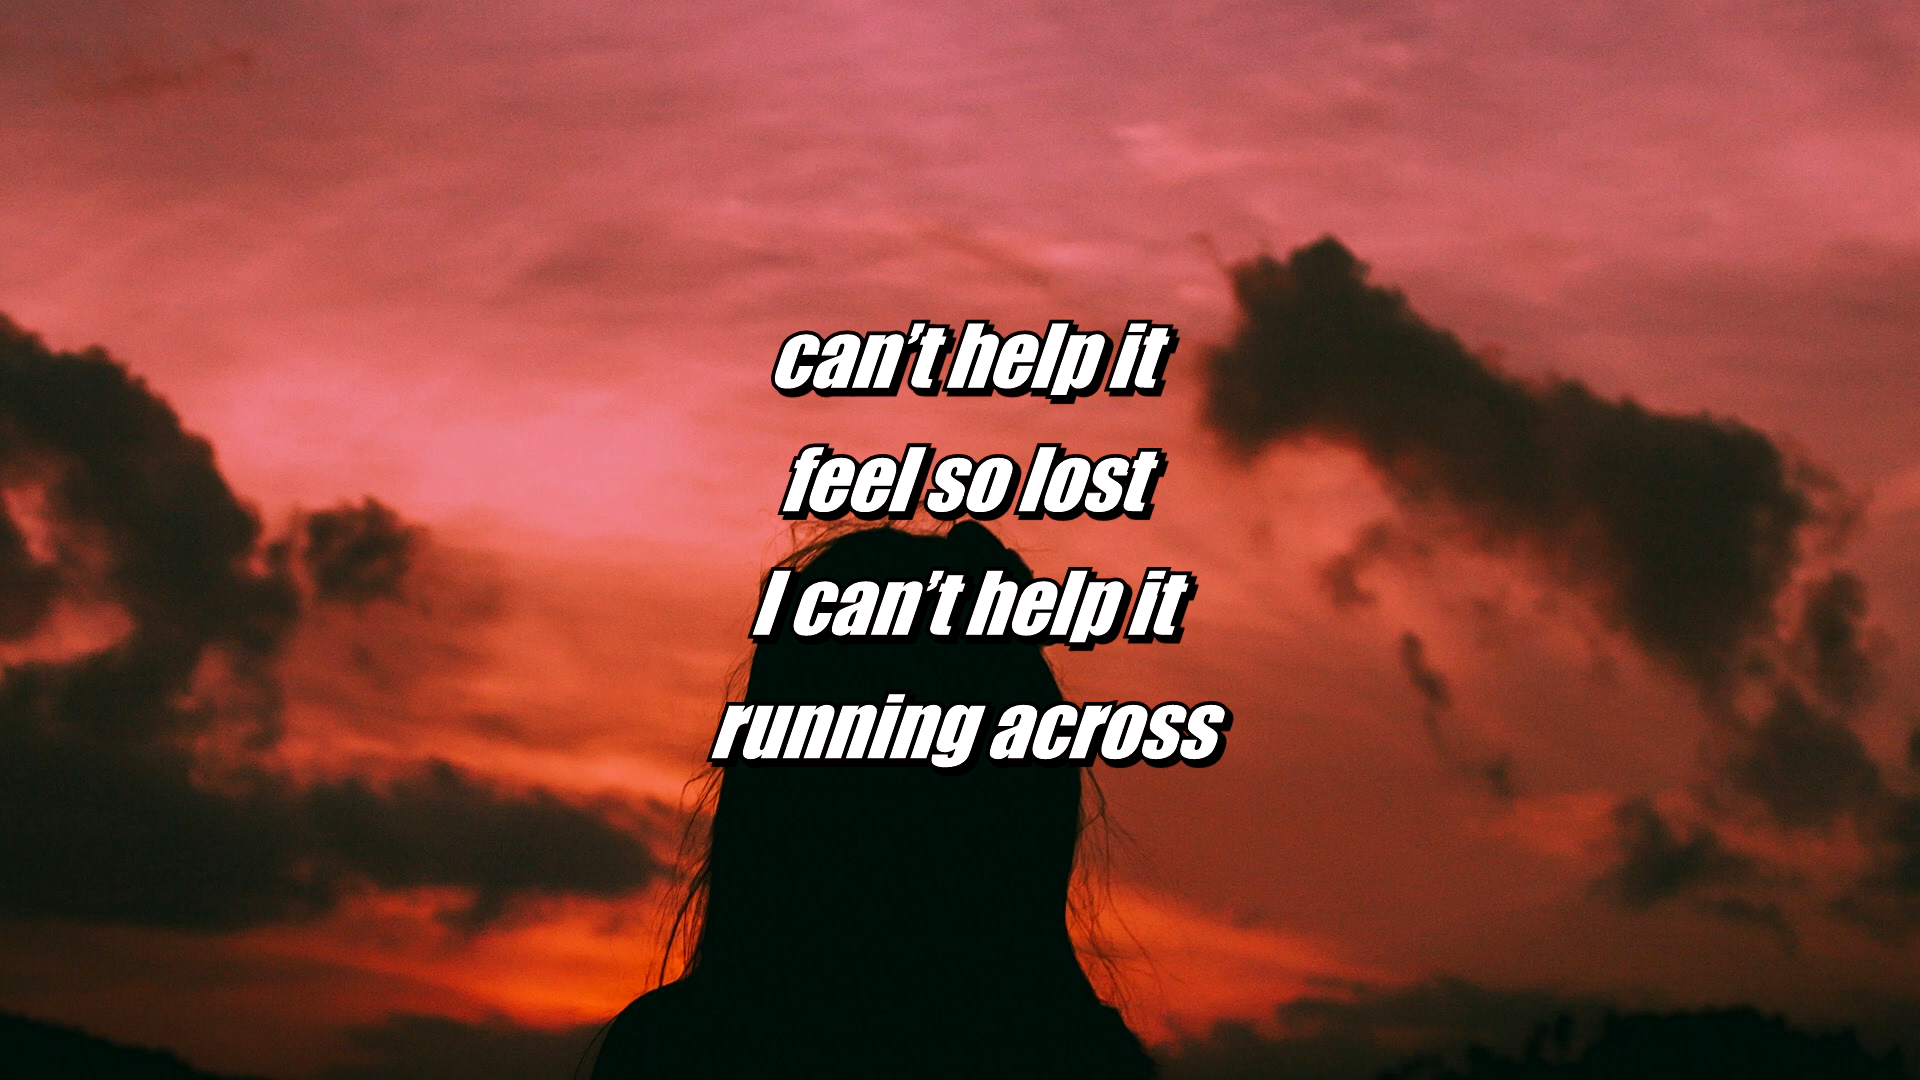 can’t help it
feel so lost
I can’t help it
running across